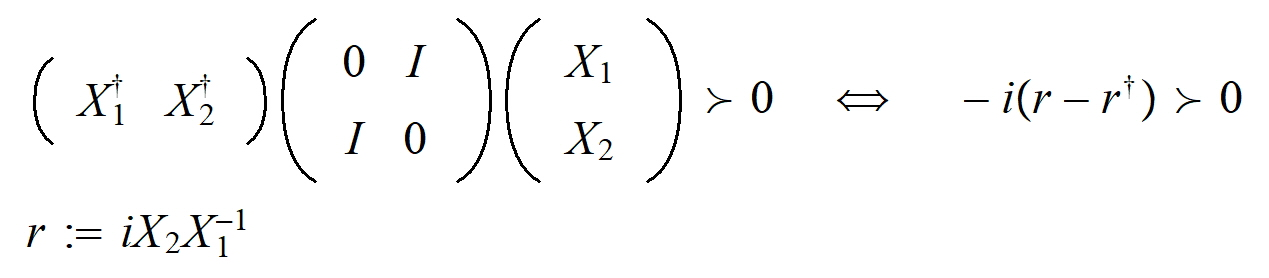 ( X₁† X₂† ) ( 0 I ; I 0 ) ( X₁ ; X₂ ) ≻ 0 ⇔ − i(r − r†) ≻ 0
r := iX₂X₁⁻¹